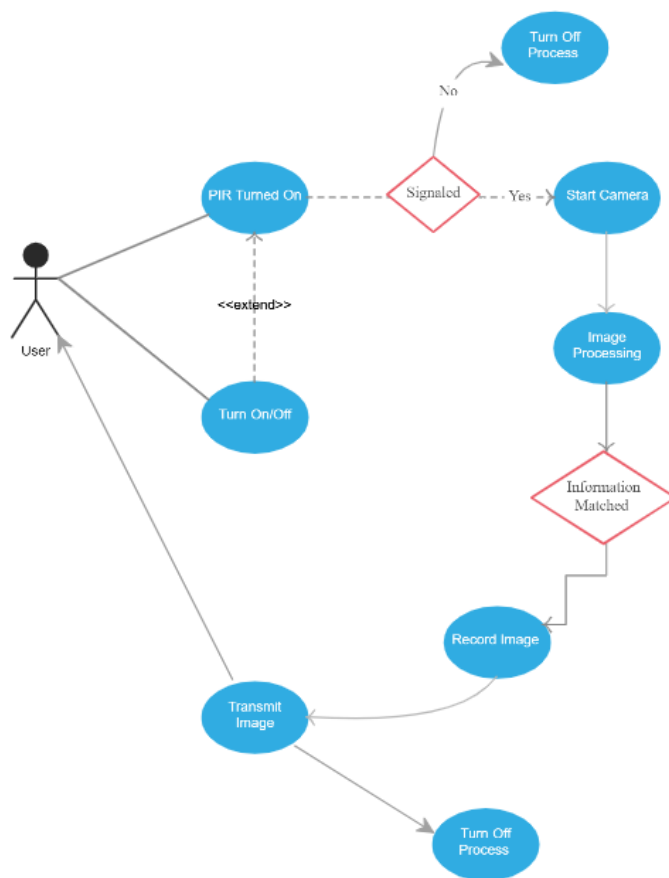 Turn Off
Process
No
PIR Turned On
Signaled
Yes
Start Camera
<<extend>>
User
Image
Processing
Turn On/Off
Information
Matched
Record Image
Transmit
Image
Turn Off
Process